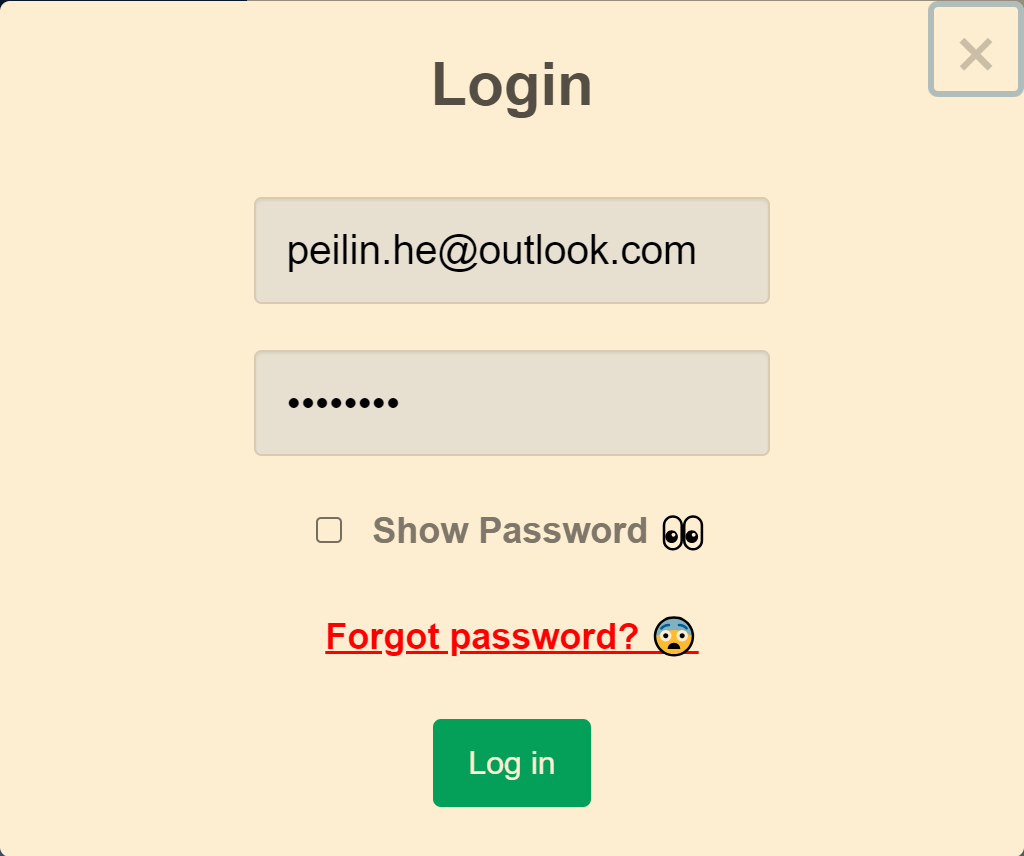 ×
Login
peilin.he@outlook.com
••••••••
Show Password 👀
Forgot password? 😨
Log in